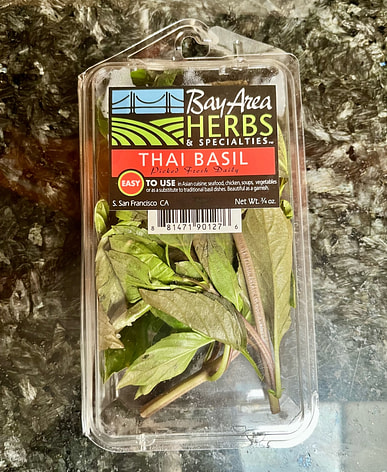 Bay Area
HERBS
& SPECIALTIES™
THAI BASIL
Picked Fresh Daily
EASY TO USE in Asian cuisine, seafood, chicken, soups, vegetables
or as a substitute to traditional basil dishes. Beautiful as a garnish.
S. San Francisco CA Net Wt. ¾ oz.
8 81471 90127 6